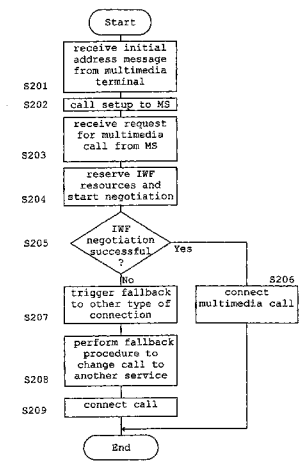 Start
receive initial
address message
from multimedia
terminal
S201
S202
call setup to MS
receive request
for multimedia
call from MS
S203
reserve IWF
resources and
start negotiation
S204
IWF
negotiation
successful
?
S205
Yes
No
S206
connect
multimedia call
trigger fallback
to other type of
connection
S207
perform fallback
procedure to
change call to
another service
S208
connect call
S209
End